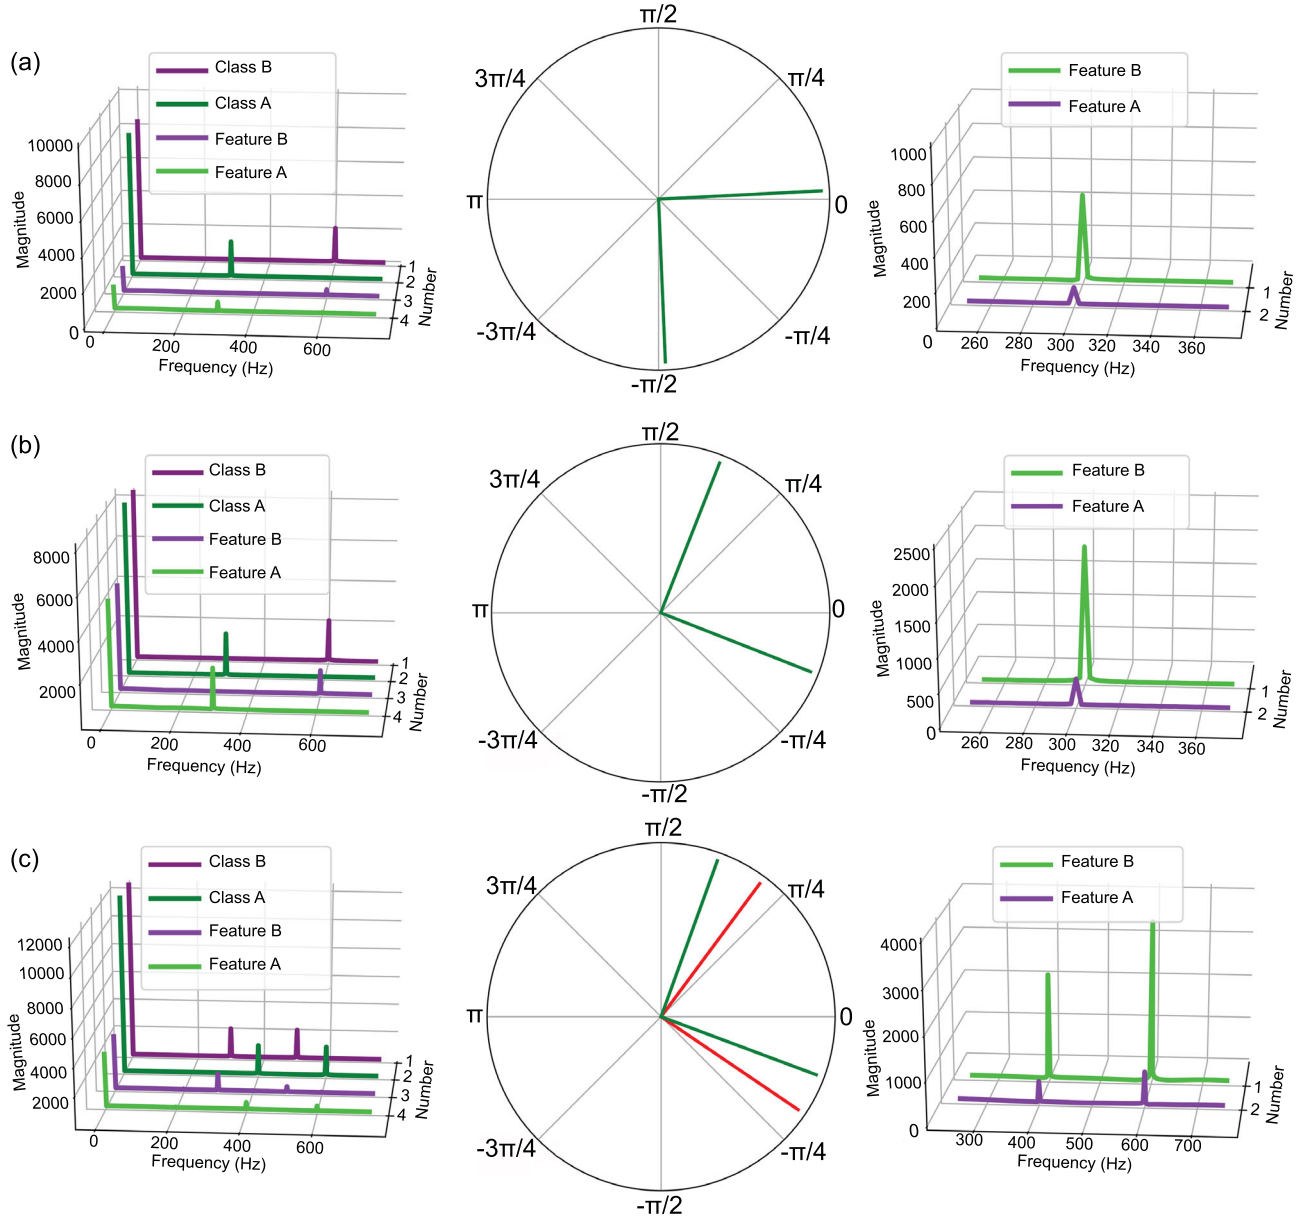 (a)
Class B
Class A
Feature B
Feature A
10000
8000
6000
4000
2000
0
Magnitude
0
200
400
600
Frequency (Hz)
1
2
3
4
Number
π/2
3π/4
π/4
π
0
-3π/4
-π/4
-π/2
Feature B
Feature A
1000
800
600
400
200
0
Magnitude
260
280
300
320
340
360
Frequency (Hz)
1
2
Number
(b)
Class B
Class A
Feature B
Feature A
8000
6000
4000
2000
Magnitude
0
200
400
600
Frequency (Hz)
1
2
3
4
Number
π/2
3π/4
π/4
π
0
-3π/4
-π/4
-π/2
Feature B
Feature A
2500
2000
1500
1000
500
0
Magnitude
260
280
300
320
340
360
Frequency (Hz)
1
2
Number
(c)
Class B
Class A
Feature B
Feature A
12000
10000
8000
6000
4000
2000
Magnitude
0
200
400
600
Frequency (Hz)
1
2
3
4
Number
π/2
3π/4
π/4
π
0
-3π/4
-π/4
-π/2
Feature B
Feature A
4000
3000
2000
1000
0
Magnitude
300
400
500
600
700
Frequency (Hz)
1
2
Number